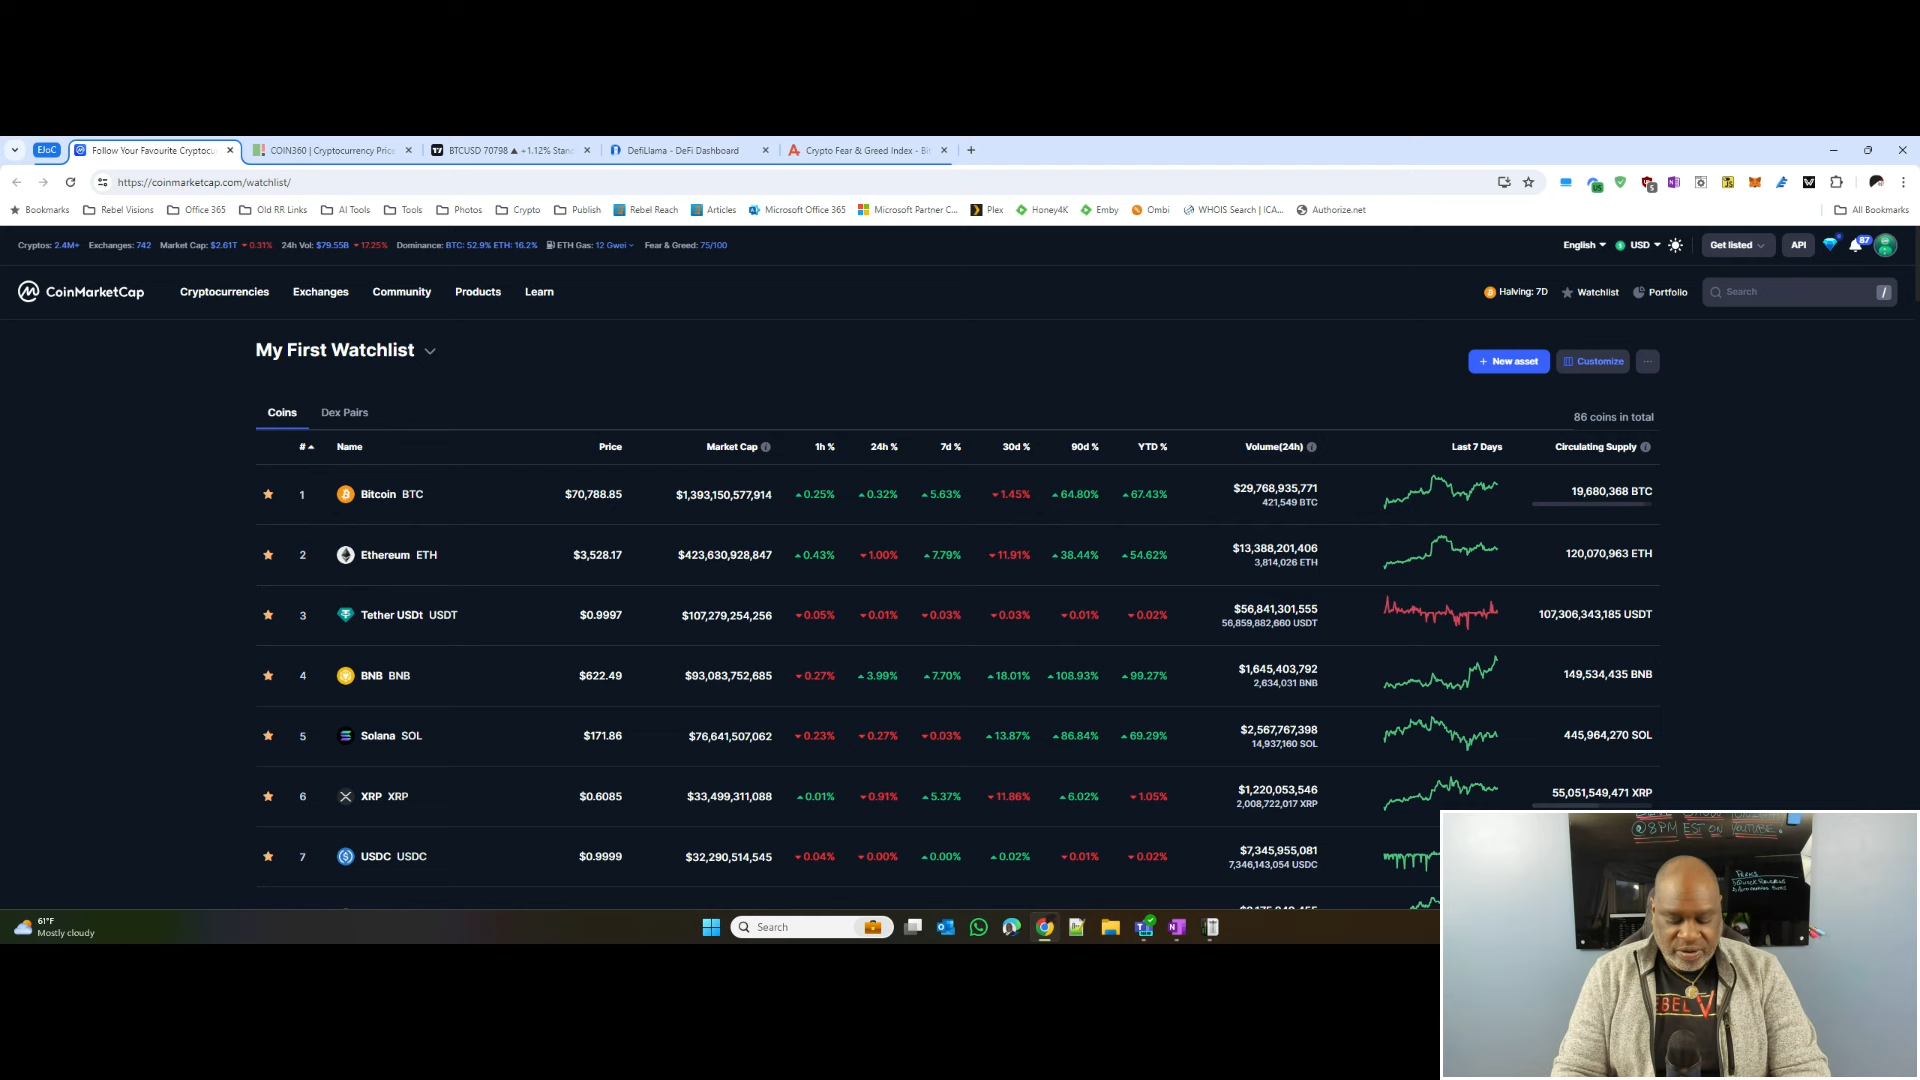 EJoC
Follow Your Favourite Cryptocu
COIN360 | Cryptocurrency Price
BTCUSD 70798 ▲ +1.12% Stan
DefiLlama - DeFi Dashboard
Crypto Fear & Greed Index - Bit
https://coinmarketcap.com/watchlist/
Bookmarks Rebel Visions Office 365 Old RR Links AI Tools Tools Photos Crypto Publish Rebel Reach Articles Microsoft Office 365 Microsoft Partner C... Plex Honey4K Emby Ombi WHOIS Search | ICA... Authorize.net All Bookmarks
Cryptos: 2.4M+ Exchanges: 742 Market Cap: $2.61T 0.31% 24h Vol: $79.55B 17.25% Dominance: BTC: 52.9% ETH: 16.2% ETH Gas: 12 Gwei Fear & Greed: 75/100 English USD Get listed API 87
CoinMarketCap Cryptocurrencies Exchanges Community Products Learn Halving: 7D Watchlist Portfolio Search /
My First Watchlist
+ New asset Customize ...
Coins Dex Pairs 86 coins in total
# Name Price Market Cap 1h % 24h % 7d % 30d % 90d % YTD % Volume(24h) Last 7 Days Circulating Supply
1 Bitcoin BTC $70,788.85 $1,393,150,577,914 0.25% 0.32% 5.63% 1.45% 64.80% 67.43% $29,768,935,771 19,680,368 BTC
421,549 BTC
2 Ethereum ETH $3,528.17 $423,630,928,847 0.43% 1.00% 7.79% 11.91% 38.44% 54.62% $13,388,201,406 120,070,963 ETH
3,814,026 ETH
3 Tether USDt USDT $0.9997 $107,279,254,256 0.05% 0.01% 0.03% 0.03% 0.01% 0.02% $56,841,301,555 107,306,343,185 USDT
56,859,882,660 USDT
4 BNB BNB $622.49 $93,083,752,685 0.27% 3.99% 7.70% 18.01% 108.93% 99.27% $1,645,403,792 149,534,435 BNB
2,634,031 BNB
5 Solana SOL $171.86 $76,641,507,062 0.23% 0.27% 0.03% 13.87% 86.84% 69.29% $2,567,767,398 445,964,270 SOL
14,937,160 SOL
6 XRP XRP $0.6085 $33,499,311,088 0.01% 0.91% 5.37% 11.86% 6.02% 1.05% $1,220,053,546 55,051,549,471 XRP
2,008,722,017 XRP
7 USDC USDC $0.9999 $32,290,514,545 0.04% 0.00% 0.00% 0.02% 0.01% 0.02% $7,345,955,081
7,346,143,054 USDC
@8PM EST ON YOUTUBE!
EBEL V
61°F
Mostly cloudy
Search